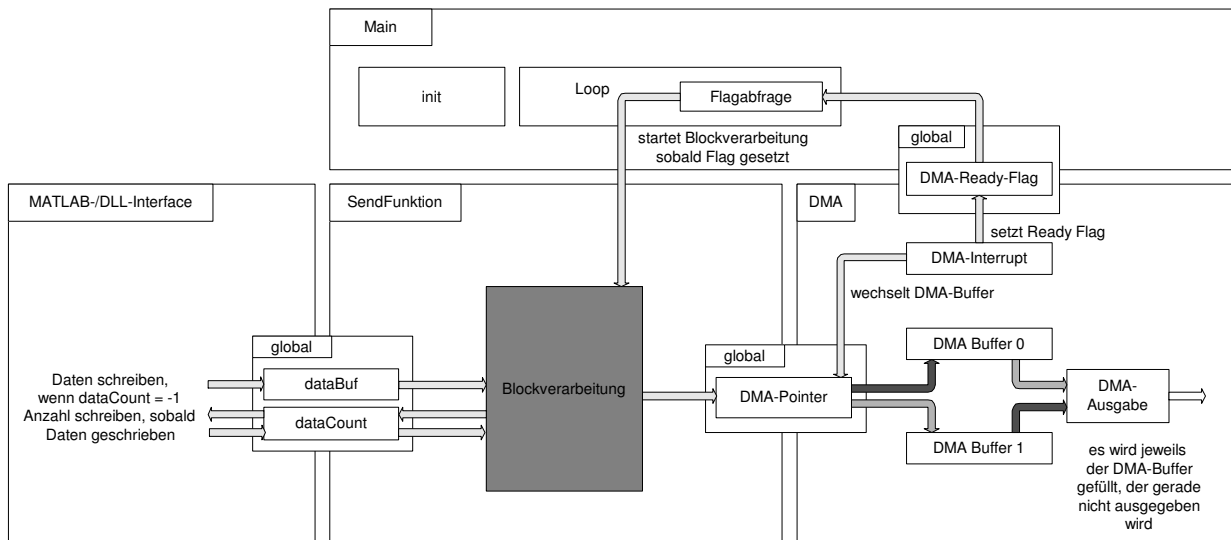 Main
init
Loop
Flagabfrage
startet Blockverarbeitung
sobald Flag gesetzt
global
DMA-Ready-Flag
MATLAB-/DLL-Interface
SendFunktion
DMA
setzt Ready Flag
DMA-Interrupt
wechselt DMA-Buffer
global
dataBuf
dataCount
Daten schreiben,
wenn dataCount = -1
Anzahl schreiben, sobald
Daten geschrieben
Blockverarbeitung
global
DMA-Pointer
DMA Buffer 0
DMA Buffer 1
DMA-
Ausgabe
es wird jeweils
der DMA-Buffer
gefüllt, der gerade
nicht ausgegeben
wird